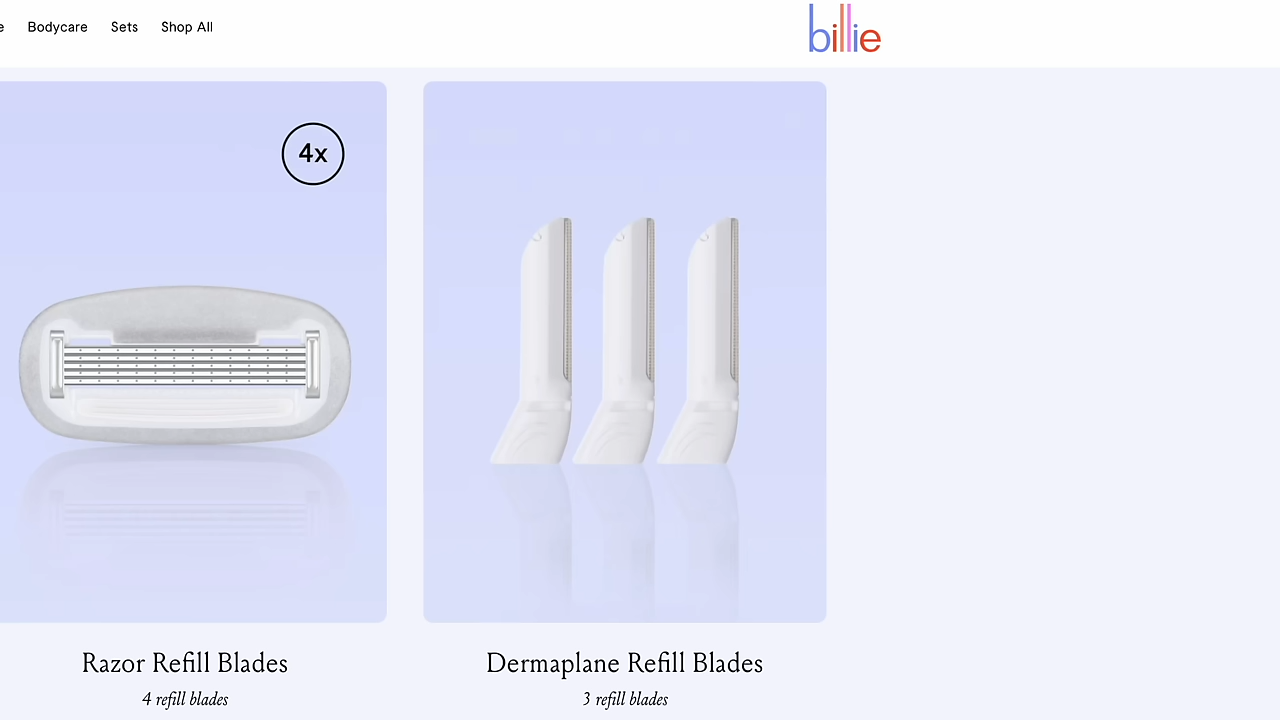 Bodycare Sets Shop All
billie
4x
Razor Refill Blades
4 refill blades
Dermaplane Refill Blades
3 refill blades